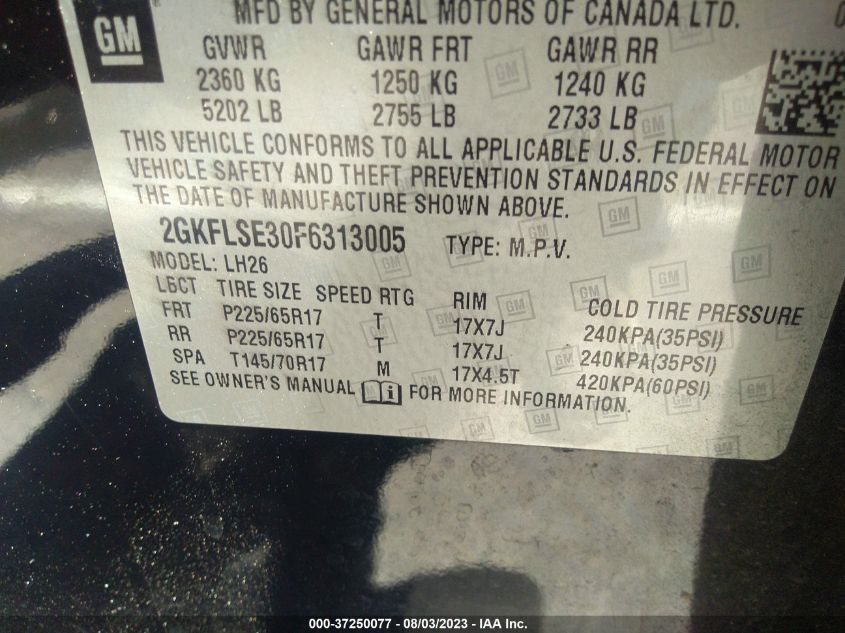 MFD BY GENERAL MOTORS OF CANADA LTD.
GM
GVWR GAWR FRT GAWR RR
2360 KG 1250 KG 1240 KG
5202 LB 2755 LB 2733 LB
THIS VEHICLE CONFORMS TO ALL APPLICABLE U.S. FEDERAL MOTOR
VEHICLE SAFETY AND THEFT PREVENTION STANDARDS IN EFFECT ON
THE DATE OF MANUFACTURE SHOWN ABOVE.
2GKFLSE30F6313005 TYPE: M.P.V.
MODEL: LH26
LBCT TIRE SIZE SPEED RTG RIM COLD TIRE PRESSURE
FRT P225/65R17 T 17X7J 240KPA(35PSI)
RR P225/65R17 T 17X7J 240KPA(35PSI)
SPA T145/70R17 M 17X4.5T 420KPA(60PSI)
SEE OWNER'S MANUAL FOR MORE INFORMATION.
000-37250077 - 08/03/2023 - IAA Inc.